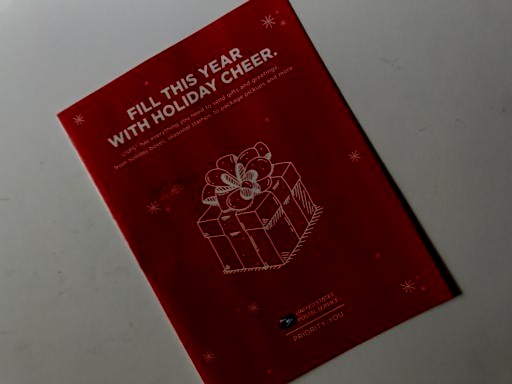 FILL THIS YEAR
WITH HOLIDAY CHEER.
USPS® has everything you need to send gifts and greetings,
from holiday boxes, seasonal stamps, to package pickups and more.
UNITED STATES
POSTAL SERVICE
PRIORITY: YOU